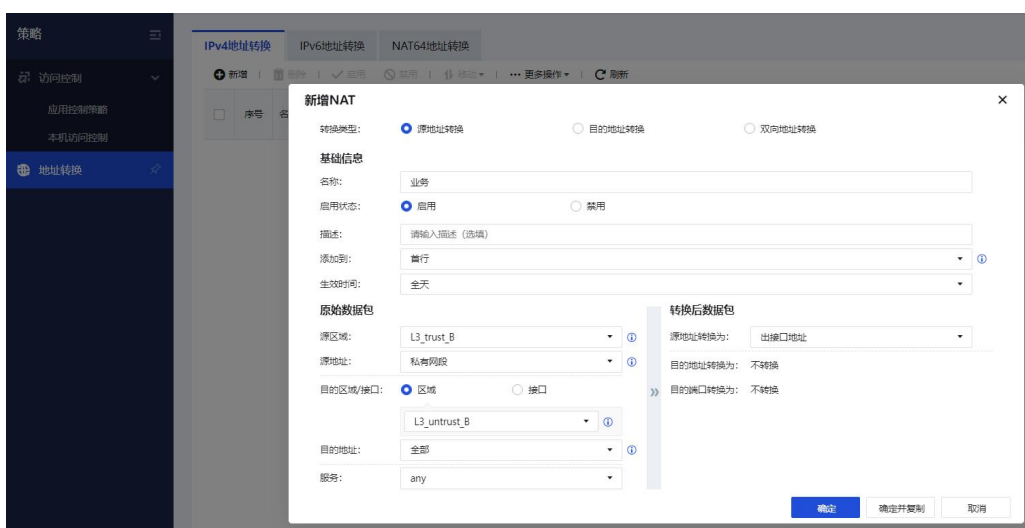 策略
访问控制
应用控制策略
本机访问控制
地址转换
IPv4地址转换 IPv6地址转换 NAT64地址转换
新增 删除 启用 禁用 移动 更多操作 刷新
序号 名
新增NAT
转换类型: 源地址转换 目的地址转换 双向地址转换
基础信息
名称: 业务
启用状态: 启用 禁用
描述: 请输入描述（选填）
添加到: 首行
生效时间: 全天
原始数据包 转换后数据包
源区域: L3_trust_B 源地址转换为: 出接口地址
源地址: 私有网段 目的地址转换为: 不转换
目的区域/接口: 区域 接口 目的端口转换为: 不转换
L3_untrust_B
目的地址: 全部
服务: any
确定 确定并复制 取消